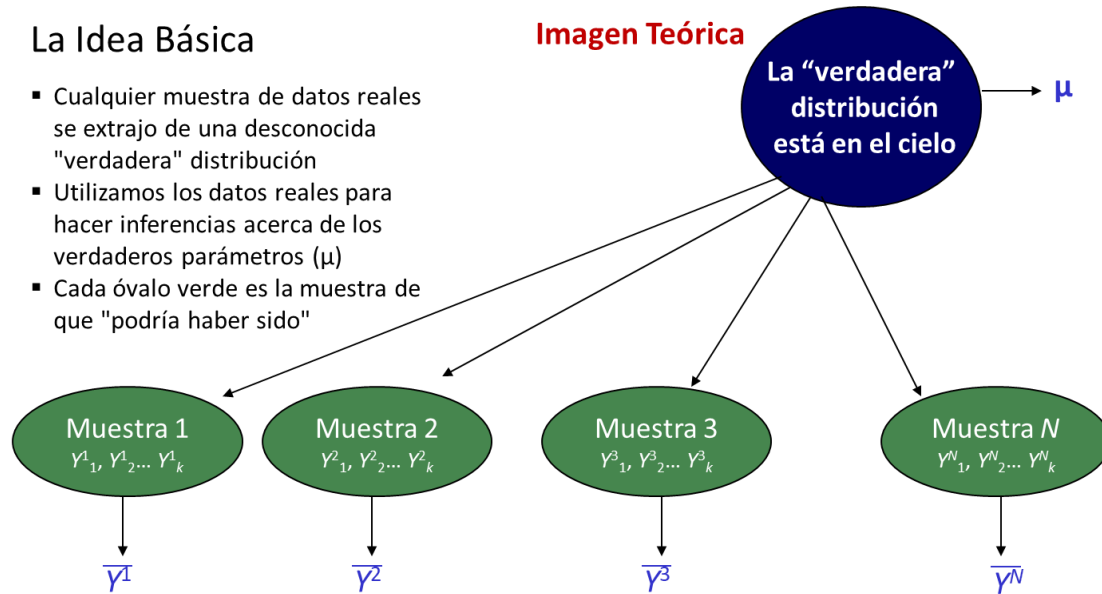 La Idea Básica
▪ Cualquier muestra de datos reales
se extrajo de una desconocida
"verdadera" distribución
▪ Utilizamos los datos reales para
hacer inferencias acerca de los
verdaderos parámetros (μ)
▪ Cada óvalo verde es la muestra de
que "podría haber sido"
Imagen Teórica
La “verdadera”
distribución
está en el cielo
μ
Muestra 1
Y¹₁, Y¹₂... Y¹ₖ
Muestra 2
Y²₁, Y²₂... Y²ₖ
Muestra 3
Y³₁, Y³₂... Y³ₖ
Muestra N
Yᴺ₁, Yᴺ₂... Yᴺₖ
Y̅¹
Y̅²
Y̅³
Y̅ᴺ